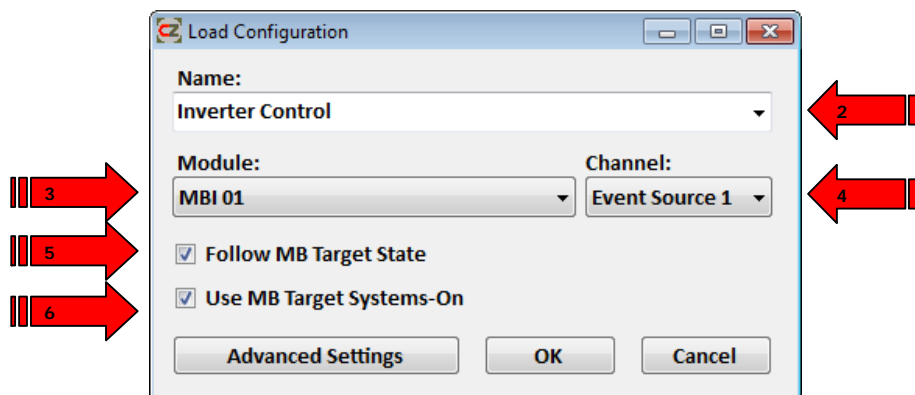 CZ Load Configuration
Name:
Inverter Control
2
Module: Channel:
3 MBI 01 Event Source 1 4
5 Follow MB Target State
6 Use MB Target Systems-On
Advanced Settings OK Cancel